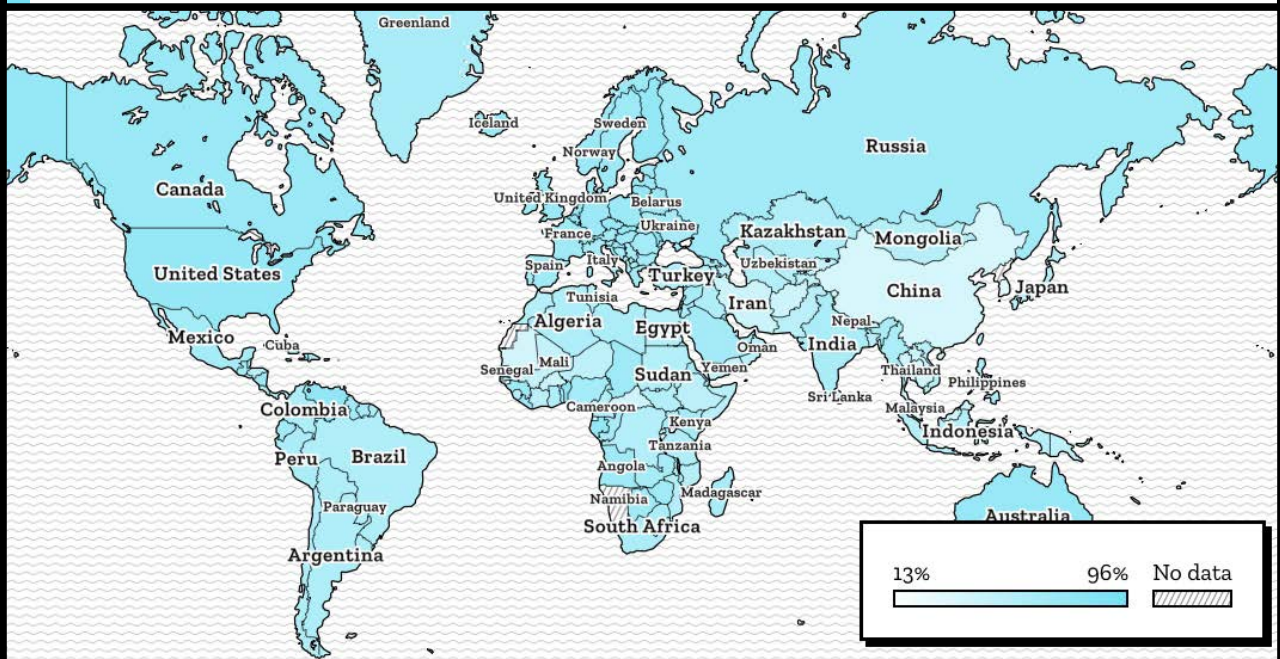 Greenland
Iceland
Sweden
Norway
Russia
Canada
United Kingdom
Belarus
Ukraine
France
Kazakhstan
Mongolia
United States
Spain
Italy
Turkey
Uzbekistan
China
Japan
Tunisia
Iran
Mexico
Cuba
Algeria
Egypt
Nepal
India
Oman
Senegal
Mali
Sudan
Yemen
Thailand
Philippines
Colombia
Cameroon
Sri Lanka
Malaysia
Kenya
Indonesia
Peru
Brazil
Tanzania
Angola
Paraguay
Namibia
Madagascar
South Africa
Australia
Argentina
13% 96% No data